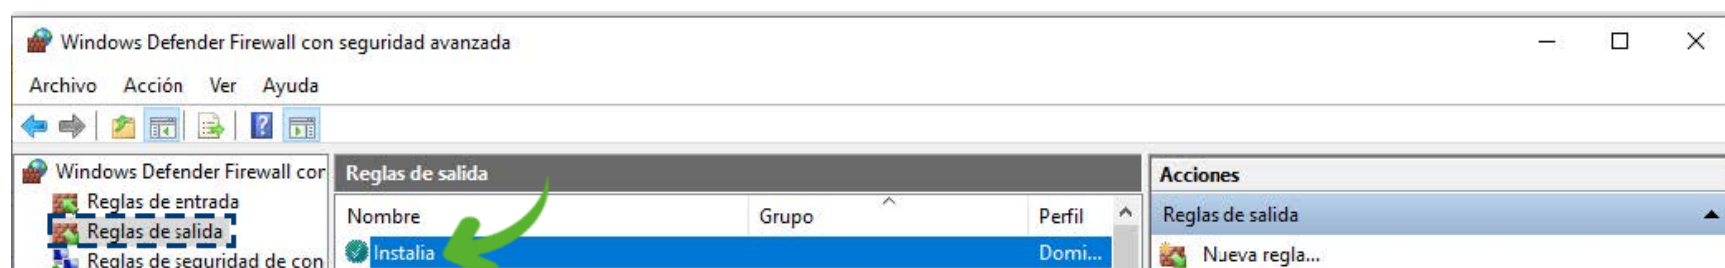 Windows Defender Firewall con seguridad avanzada
Archivo Acción Ver Ayuda
Windows Defender Firewall con
Reglas de entrada
Reglas de salida
Reglas de seguridad de con
Reglas de salida
Nombre Grupo Perfil
Instalia Domi...
Acciones
Reglas de salida
Nueva regla...